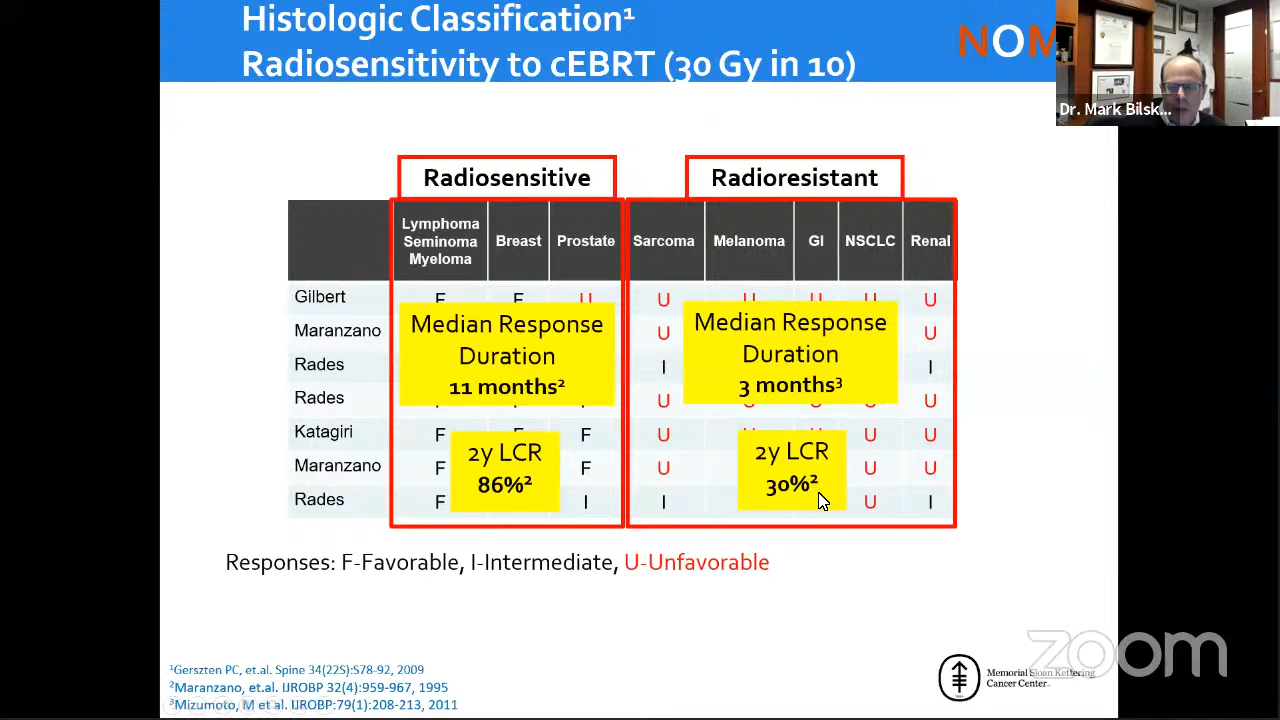 Histologic Classification¹
Radiosensitivity to cEBRT (30 Gy in 10)
NOM
Dr. Mark Bilsk...
Radiosensitive
Radioresistant
Lymphoma Seminoma Myeloma Breast Prostate Sarcoma Melanoma GI NSCLC Renal
Gilbert F F U U U U U U
Maranzano U U
Rades I I
Rades U U
Katagiri F F F U U U
Maranzano F F U U U
Rades F I I U I
Median Response
Duration
11 months²
Median Response
Duration
3 months³
2y LCR
86%²
2y LCR
30%²
Responses: F-Favorable, I-Intermediate, U-Unfavorable
¹Gerszten PC, et.al. Spine 34(22S):S78-92, 2009
²Maranzano, et.al. IJROBP 32(4):959-967, 1995
³Mizumoto, M et al. IJROBP:79(1):208-213, 2011
Memorial Sloan Kettering
Cancer Center
zoom